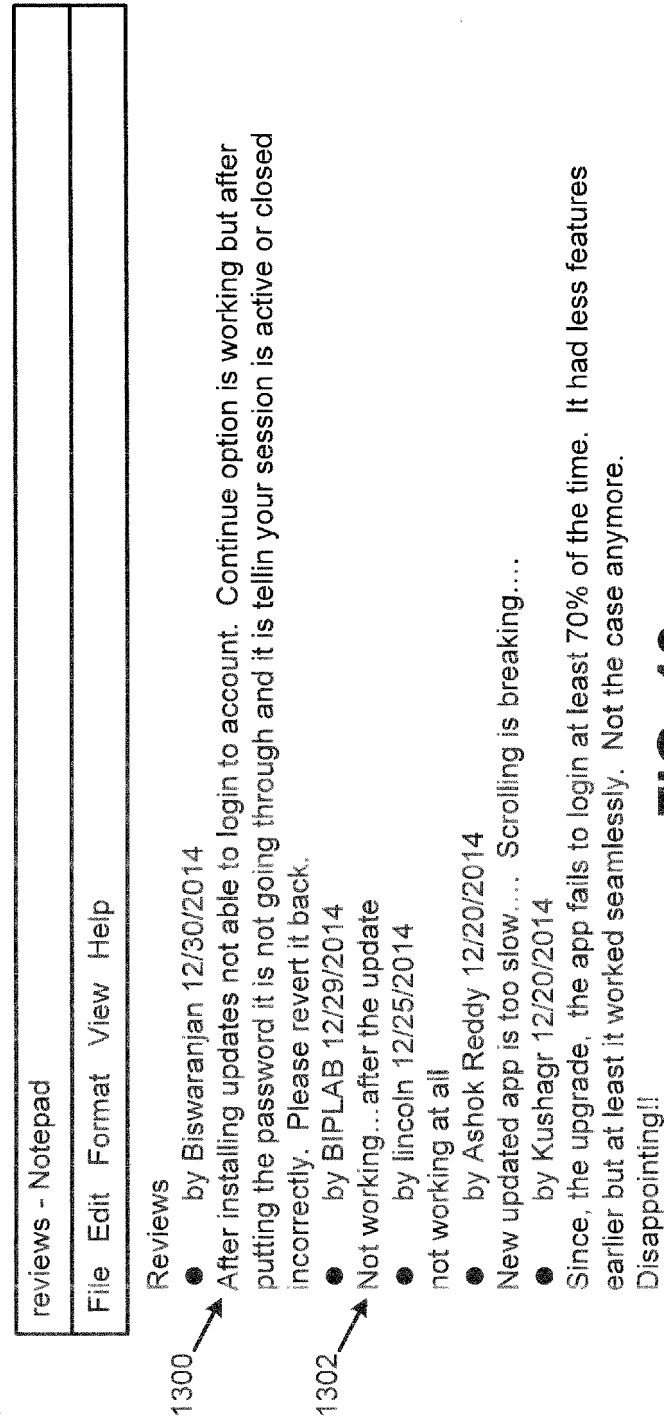 reviews - Notepad
File Edit Format View Help
Reviews
● by Biswaranjan 12/30/2014
1300
After installing updates not able to login to account. Continue option is working but after
putting the password it is not going through and it is tellin your session is active or closed
incorrectly. Please revert it back.
● by BIPLAB 12/29/2014
1302
Not working...after the update
● by lincoln 12/25/2014
not working at all
● by Ashok Reddy 12/20/2014
New updated app is too slow.... Scrolling is breaking....
● by Kushagr 12/20/2014
Since, the upgrade, the app fails to login at least 70% of the time. It had less features
earlier but at least it worked seamlessly. Not the case anymore.
Disappointing!!